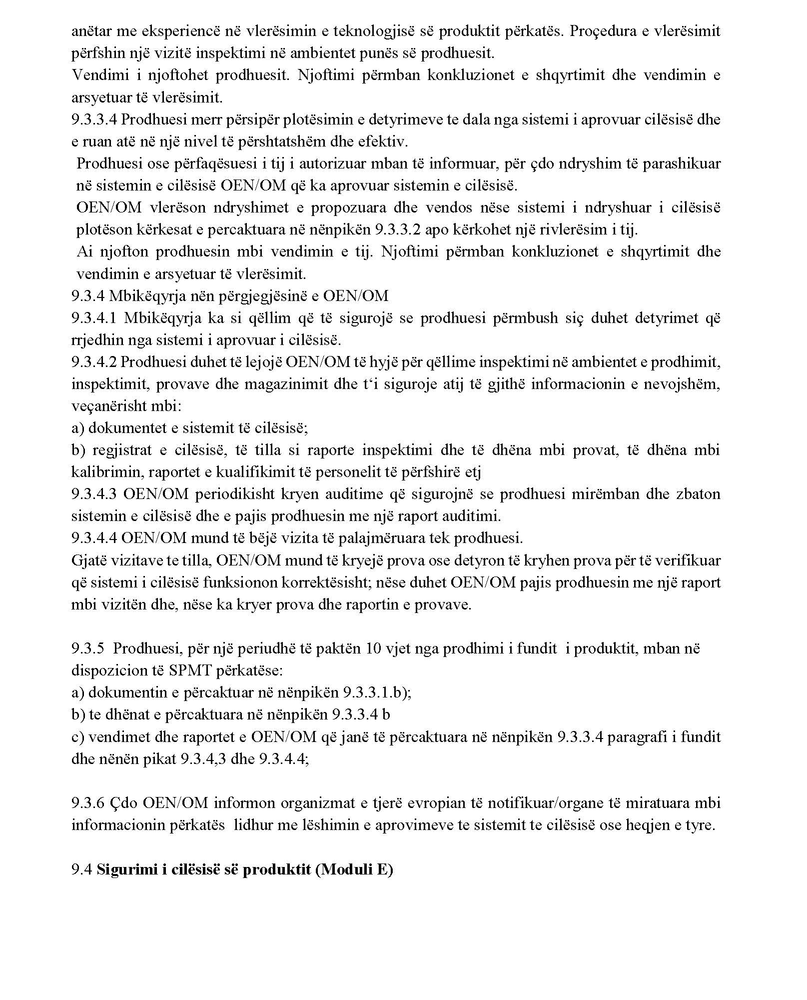 anëtar me eksperiencë në vlerësimin e teknologjisë së produktit përkatës. Proçedura e vlerësimit
përfshin një vizitë inspektimi në ambientet punës së prodhuesit.
Vendimi i njoftohet prodhuesit. Njoftimi përmban konkluzionet e shqyrtimit dhe vendimin e
arsyetuar të vlerësimit.
9.3.3.4 Prodhuesi merr përsipër plotësimin e detyrimeve te dala nga sistemi i aprovuar cilësisë dhe
e ruan atë në një nivel të përshtatshëm dhe efektiv.
Prodhuesi ose përfaqësuesi i tij i autorizuar mban të informuar, për çdo ndryshim të parashikuar
në sistemin e cilësisë OEN/OM që ka aprovuar sistemin e cilësisë.
OEN/OM vlerëson ndryshimet e propozuara dhe vendos nëse sistemi i ndryshuar i cilësisë
plotëson kërkesat e percaktuara në nënpikën 9.3.3.2 apo kërkohet një rivlerësim i tij.
Ai njofton prodhuesin mbi vendimin e tij. Njoftimi përmban konkluzionet e shqyrtimit dhe
vendimin e arsyetuar të vlerësimit.
9.3.4 Mbikëqyrja nën përgjegjësinë e OEN/OM
9.3.4.1 Mbikëqyrja ka si qëllim që të sigurojë se prodhuesi përmbush siç duhet detyrimet që
rrjedhin nga sistemi i aprovuar i cilësisë.
9.3.4.2 Prodhuesi duhet të lejojë OEN/OM të hyjë për qëllime inspektimi në ambientet e prodhimit,
inspektimit, provave dhe magazinimit dhe t‘i siguroje atij të gjithë informacionin e nevojshëm,
veçanërisht mbi:
a) dokumentet e sistemit të cilësisë;
b) regjistrat e cilësisë, të tilla si raporte inspektimi dhe të dhëna mbi provat, të dhëna mbi
kalibrimin, raportet e kualifikimit të personelit të përfshirë etj
9.3.4.3 OEN/OM periodikisht kryen auditime që sigurojnë se prodhuesi mirëmban dhe zbaton
sistemin e cilësisë dhe e pajis prodhuesin me një raport auditimi.
9.3.4.4 OEN/OM mund të bëjë vizita të palajmëruara tek prodhuesi.
Gjatë vizitave te tilla, OEN/OM mund të kryejë prova ose detyron të kryhen prova për të verifikuar
që sistemi i cilësisë funksionon korrektësisht; nëse duhet OEN/OM pajis prodhuesin me një raport
mbi vizitën dhe, nëse ka kryer prova dhe raportin e provave.
9.3.5  Prodhuesi, për një periudhë të paktën 10 vjet nga prodhimi i fundit  i produktit, mban në
dispozicion të SPMT përkatëse:
a) dokumentin e përcaktuar në nënpikën 9.3.3.1.b);
b) te dhënat e përcaktuara në nënpikën 9.3.3.4 b
c) vendimet dhe raportet e OEN/OM që janë të përcaktuara në nënpikën 9.3.3.4 paragrafi i fundit
dhe nënën pikat 9.3.4,3 dhe 9.3.4.4;
9.3.6 Çdo OEN/OM informon organizmat e tjerë evropian të notifikuar/organe të miratuara mbi
informacionin përkatës  lidhur me lëshimin e aprovimeve te sistemit te cilësisë ose heqjen e tyre.
9.4 Sigurimi i cilësisë së produktit (Moduli E)